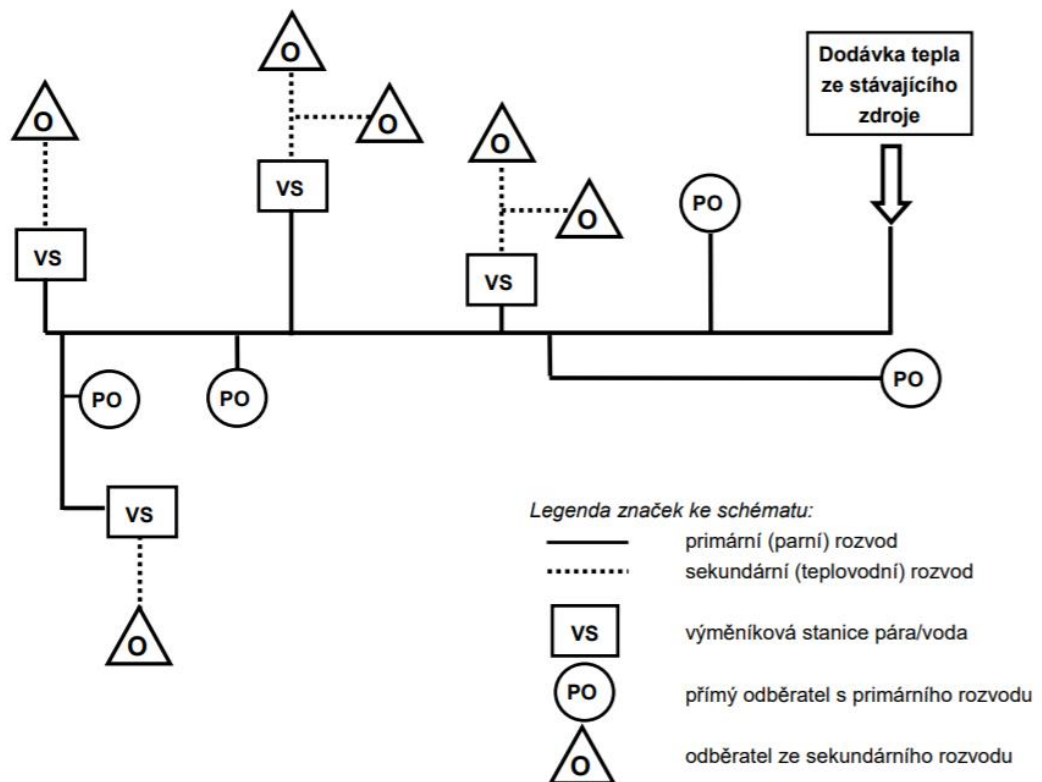 O
O
O
Dodávka tepla
ze stávajícího
zdroje
O
O
VS
PO
O
VS
VS
PO
PO
PO
VS
Legenda značek ke schématu:
primární (parní) rozvod
sekundární (teplovodní) rozvod
O
VS
výměníková stanice pára/voda
PO
přímý odběratel s primárního rozvodu
O
odběratel ze sekundárního rozvodu